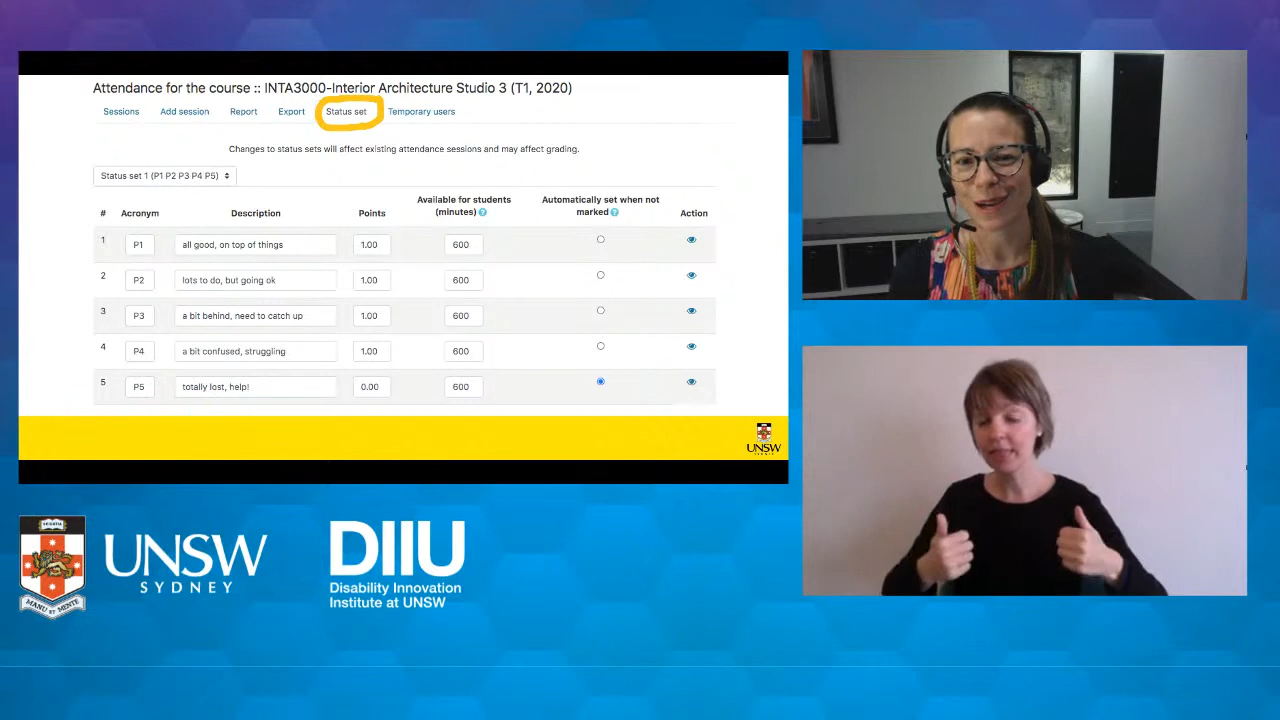 Attendance for the course :: INTA3000-Interior Architecture Studio 3 (T1, 2020)
Sessions Add session Report Export Status set Temporary users
Changes to status sets will affect existing attendance sessions and may affect grading.
Status set 1 (P1 P2 P3 P4 P5)
# Acronym Description Points Available for students (minutes) ? Automatically set when not marked ? Action
1 P1 all good, on top of things 1.00 600
2 P2 lots to do, but going ok 1.00 600
3 P3 a bit behind, need to catch up 1.00 600
4 P4 a bit confused, struggling 1.00 600
5 P5 totally lost, help! 0.00 600
UNSW
SYDNEY
SCIENTIA
MANU ET MENTE
UNSW
SYDNEY
DIIU
Disability Innovation
Institute at UNSW